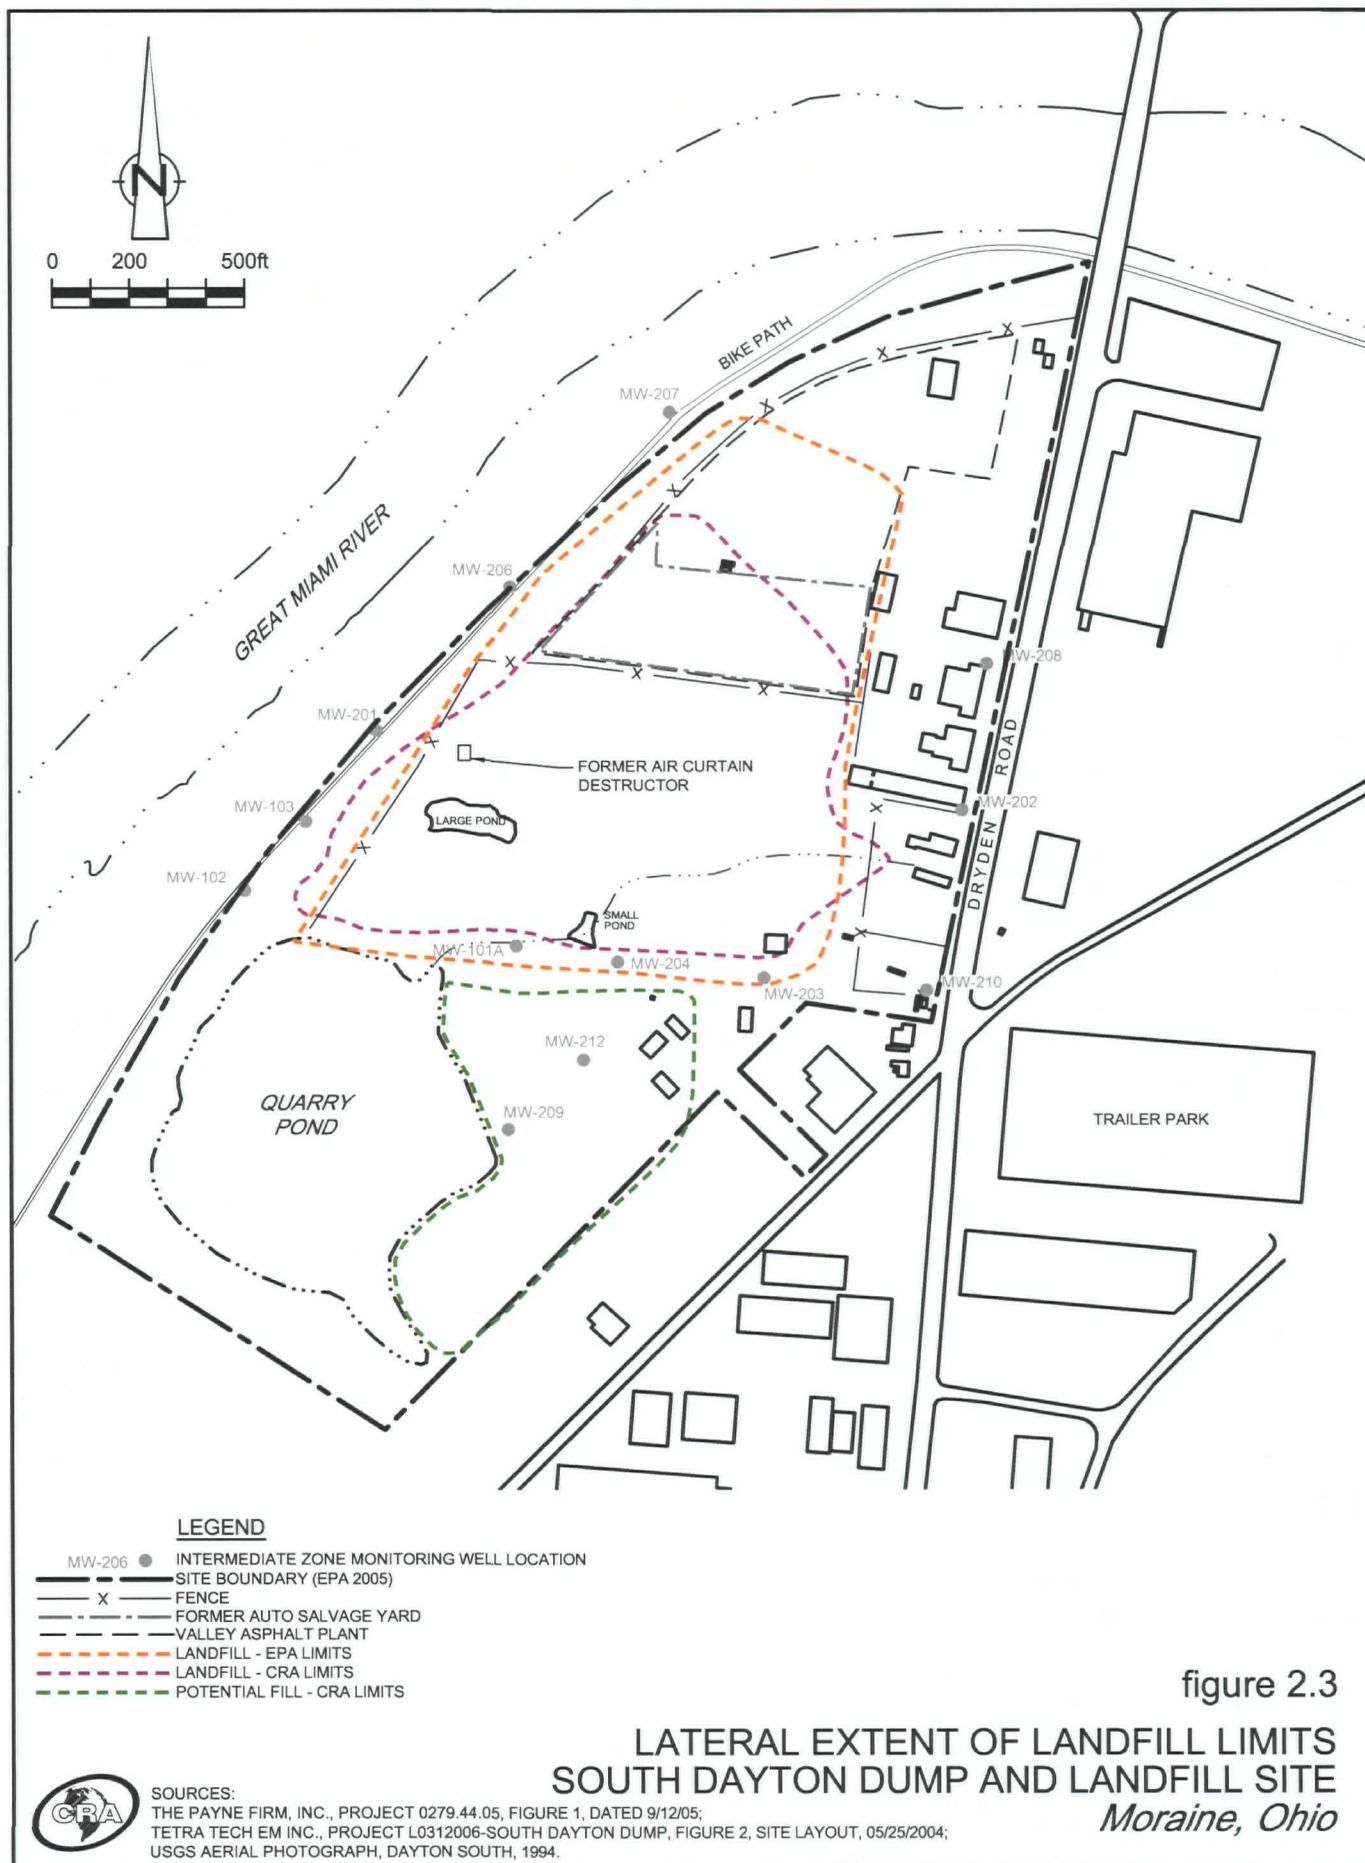 N
0 200 500ft
BIKE PATH
MW-207
GREAT MIAMI RIVER
MW-206
MW-208
MW-201
FORMER AIR CURTAIN
DESTRUCTOR
DRYDEN ROAD
MW-103
LARGE POND
MW-202
MW-102
SMALL
POND
MW-101A
MW-204
MW-203
MW-210
MW-212
QUARRY
POND
MW-209
TRAILER PARK
LEGEND
MW-206 INTERMEDIATE ZONE MONITORING WELL LOCATION
SITE BOUNDARY (EPA 2005)
X FENCE
FORMER AUTO SALVAGE YARD
VALLEY ASPHALT PLANT
LANDFILL - EPA LIMITS
LANDFILL - CRA LIMITS
POTENTIAL FILL - CRA LIMITS
figure 2.3
LATERAL EXTENT OF LANDFILL LIMITS
SOUTH DAYTON DUMP AND LANDFILL SITE
Moraine, Ohio
CRA
SOURCES:
THE PAYNE FIRM, INC., PROJECT 0279.44.05, FIGURE 1, DATED 9/12/05;
TETRA TECH EM INC., PROJECT L0312006-SOUTH DAYTON DUMP, FIGURE 2, SITE LAYOUT, 05/25/2004;
USGS AERIAL PHOTOGRAPH, DAYTON SOUTH, 1994.